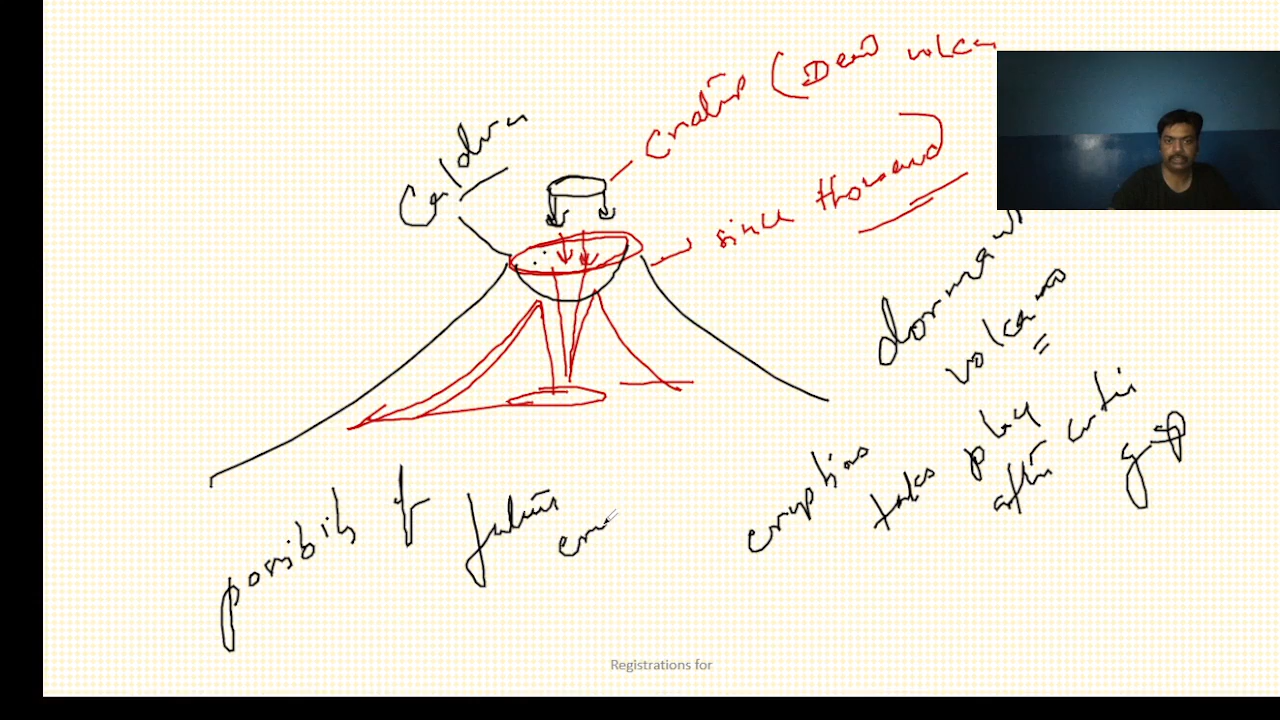 Caldera
Crater (Dead volca
since thousand)
dormant
volcano
eruptions
takes place
after certain
gap
possibility of future
eru
Registrations for